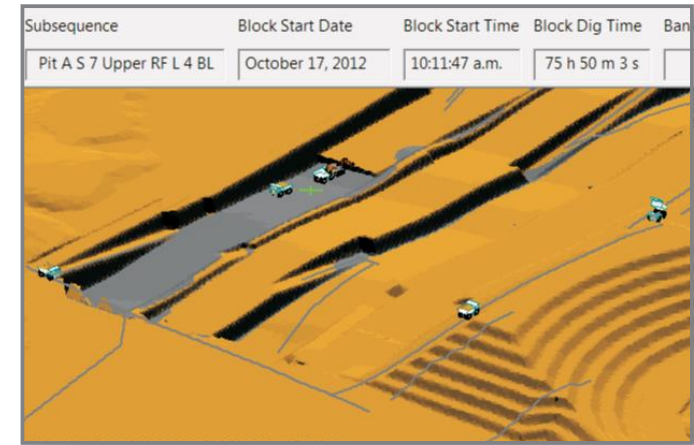 Subsequence Block Start Date Block Start Time Block Dig Time Ban
Pit A S 7 Upper RF L 4 BL October 17, 2012 10:11:47 a.m. 75 h 50 m 3 s